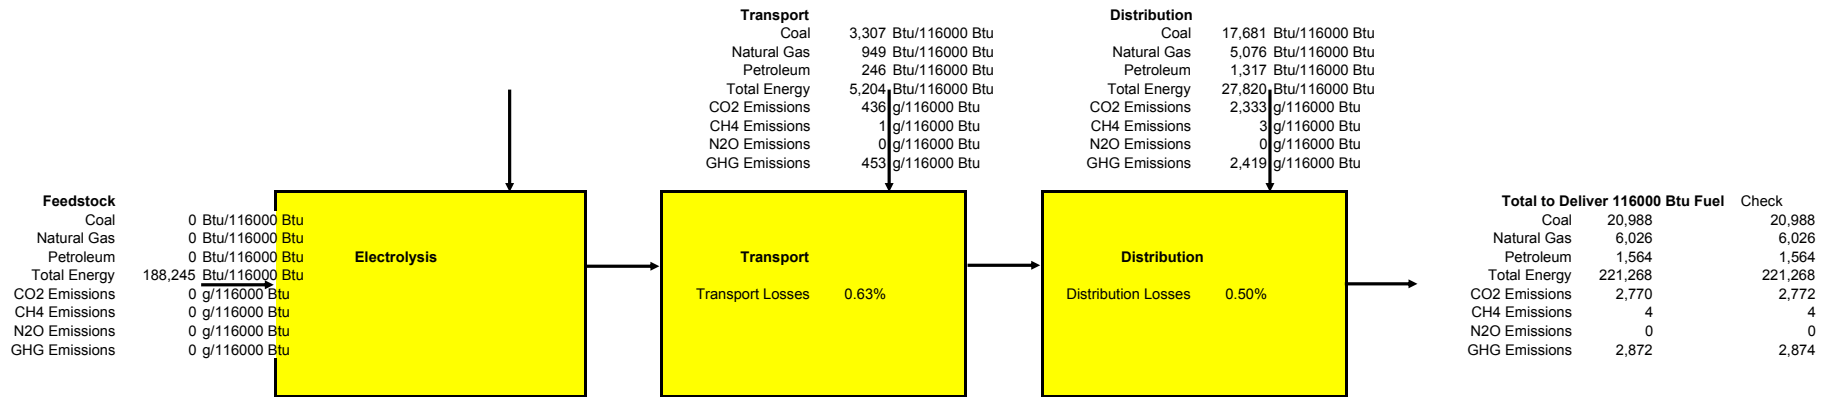 Transport
Coal 3,307 Btu/116000 Btu
Natural Gas 949 Btu/116000 Btu
Petroleum 246 Btu/116000 Btu
Total Energy 5,204 Btu/116000 Btu
CO2 Emissions 436 g/116000 Btu
CH4 Emissions 1 g/116000 Btu
N2O Emissions 0 g/116000 Btu
GHG Emissions 453 g/116000 Btu
Distribution
Coal 17,681 Btu/116000 Btu
Natural Gas 5,076 Btu/116000 Btu
Petroleum 1,317 Btu/116000 Btu
Total Energy 27,820 Btu/116000 Btu
CO2 Emissions 2,333 g/116000 Btu
CH4 Emissions 3 g/116000 Btu
N2O Emissions 0 g/116000 Btu
GHG Emissions 2,419 g/116000 Btu
Feedstock
Coal 0 Btu/116000 Btu
Natural Gas 0 Btu/116000 Btu
Petroleum 0 Btu/116000 Btu
Total Energy 188,245 Btu/116000 Btu
CO2 Emissions 0 g/116000 Btu
CH4 Emissions 0 g/116000 Btu
N2O Emissions 0 g/116000 Btu
GHG Emissions 0 g/116000 Btu
Electrolysis
Transport
Transport Losses 0.63%
Distribution
Distribution Losses 0.50%
Total to Deliver 116000 Btu Fuel Check
Coal 20,988 20,988
Natural Gas 6,026 6,026
Petroleum 1,564 1,564
Total Energy 221,268 221,268
CO2 Emissions 2,770 2,772
CH4 Emissions 4 4
N2O Emissions 0 0
GHG Emissions 2,872 2,874